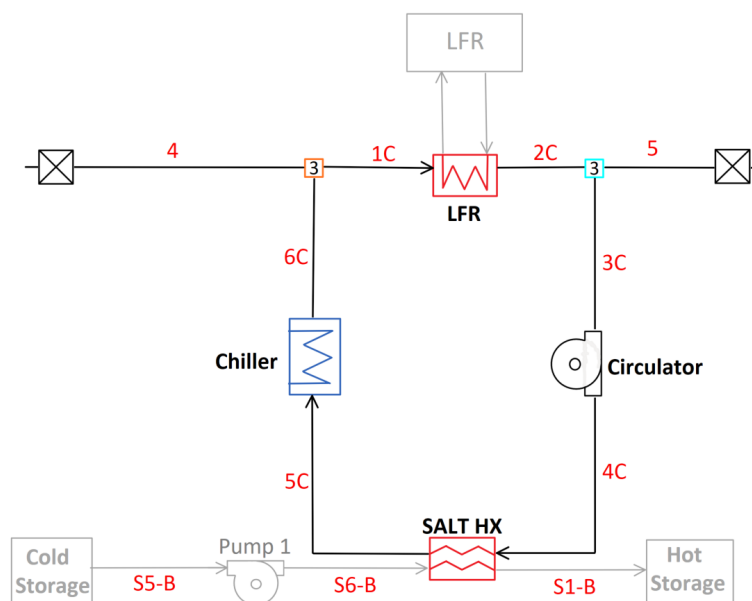 LFR
4
1C
2C
5
3
3
LFR
6C
3C
Chiller
Circulator
5C
4C
SALT HX
Cold
Storage
Pump 1
Hot
Storage
S5-B
S6-B
S1-B